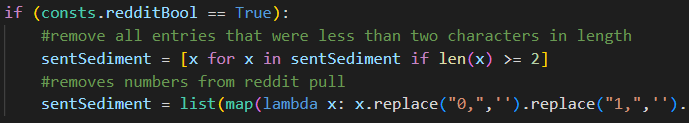 if (consts.redditBool == True):
#remove all entries that were less than two characters in length
sentSediment = [x for x in sentSediment if len(x) >= 2]
#removes numbers from reddit pull
sentSediment = list(map(lambda x: x.replace("0,",'').replace("1,",'').